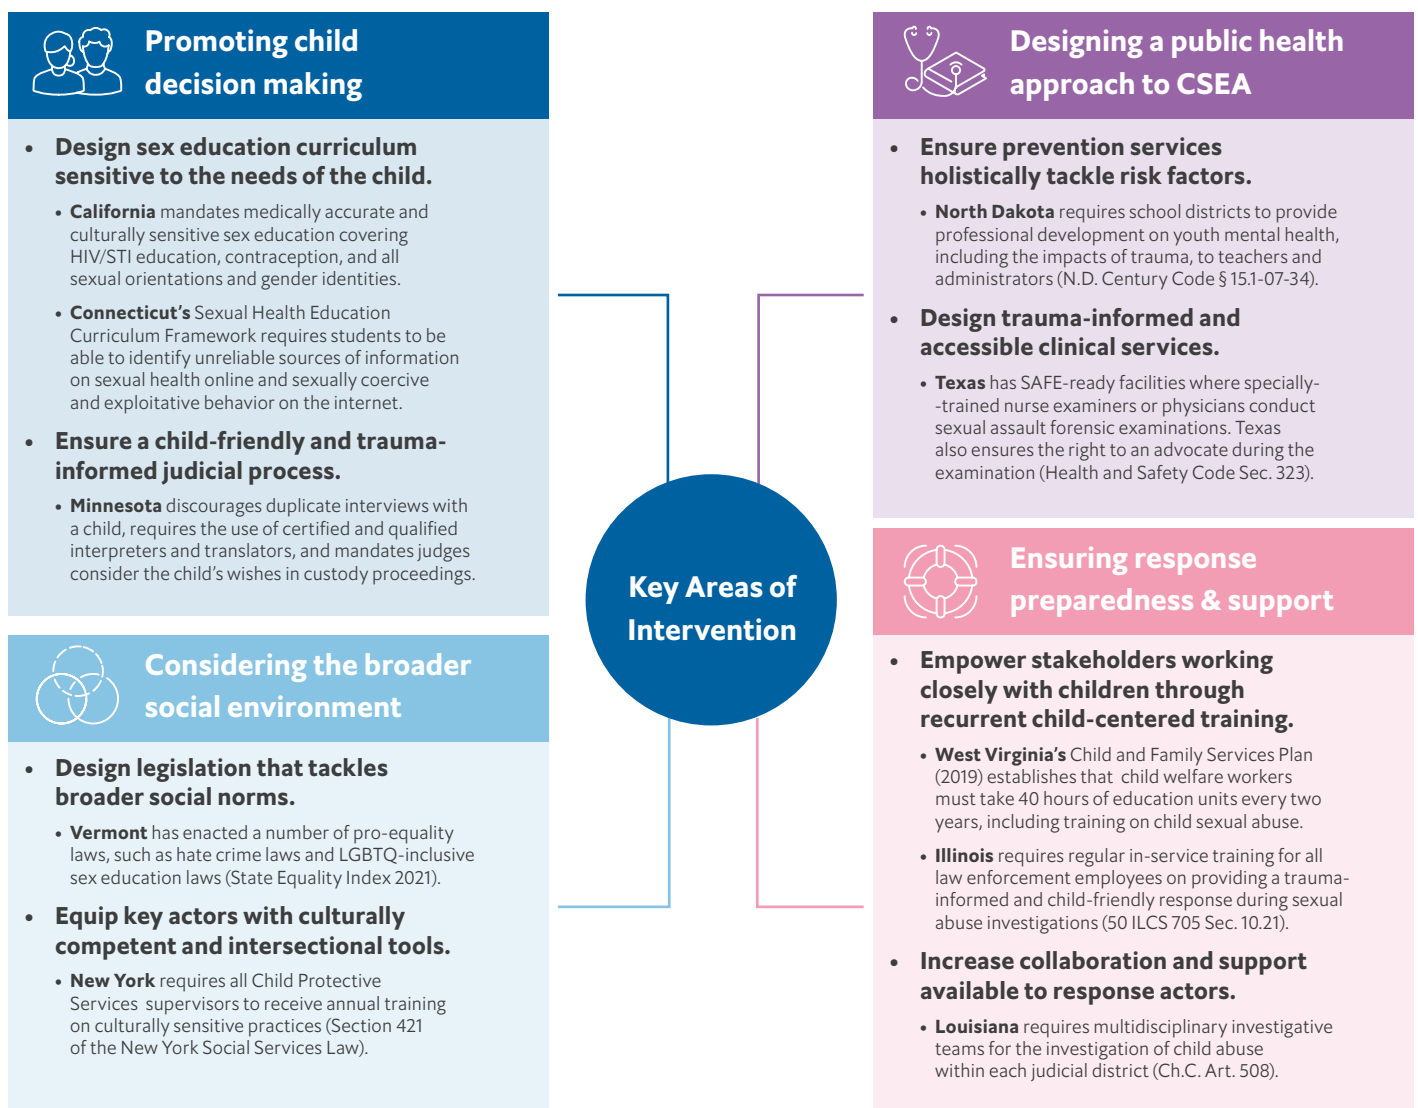 Promoting child
decision making
• Design sex education curriculum
sensitive to the needs of the child.
• California mandates medically accurate and
culturally sensitive sex education covering
HIV/STI education, contraception, and all
sexual orientations and gender identities.
• Connecticut's Sexual Health Education
Curriculum Framework requires students to be
able to identify unreliable sources of information
on sexual health online and sexually coercive
and exploitative behavior on the internet.
• Ensure a child-friendly and trauma-
informed judicial process.
• Minnesota discourages duplicate interviews with
a child, requires the use of certified and qualified
interpreters and translators, and mandates judges
consider the child's wishes in custody proceedings.
Considering the broader
social environment
• Design legislation that tackles
broader social norms.
• Vermont has enacted a number of pro-equality
laws, such as hate crime laws and LGBTQ-inclusive
sex education laws (State Equality Index 2021).
• Equip key actors with culturally
competent and intersectional tools.
• New York requires all Child Protective
Services supervisors to receive annual training
on culturally sensitive practices (Section 421
of the New York Social Services Law).
Key Areas of
Intervention
Designing a public health
approach to CSEA
• Ensure prevention services
holistically tackle risk factors.
• North Dakota requires school districts to provide
professional development on youth mental health,
including the impacts of trauma, to teachers and
administrators (N.D. Century Code § 15.1-07-34).
• Design trauma-informed and
accessible clinical services.
• Texas has SAFE-ready facilities where specially-
-trained nurse examiners or physicians conduct
sexual assault forensic examinations. Texas
also ensures the right to an advocate during the
examination (Health and Safety Code Sec. 323).
Ensuring response
preparedness & support
• Empower stakeholders working
closely with children through
recurrent child-centered training.
• West Virginia's Child and Family Services Plan
(2019) establishes that child welfare workers
must take 40 hours of education units every two
years, including training on child sexual abuse.
• Illinois requires regular in-service training for all
law enforcement employees on providing a trauma-
informed and child-friendly response during sexual
abuse investigations (50 ILCS 705 Sec. 10.21).
• Increase collaboration and support
available to response actors.
• Louisiana requires multidisciplinary investigative
teams for the investigation of child abuse
within each judicial district (Ch.C. Art. 508).